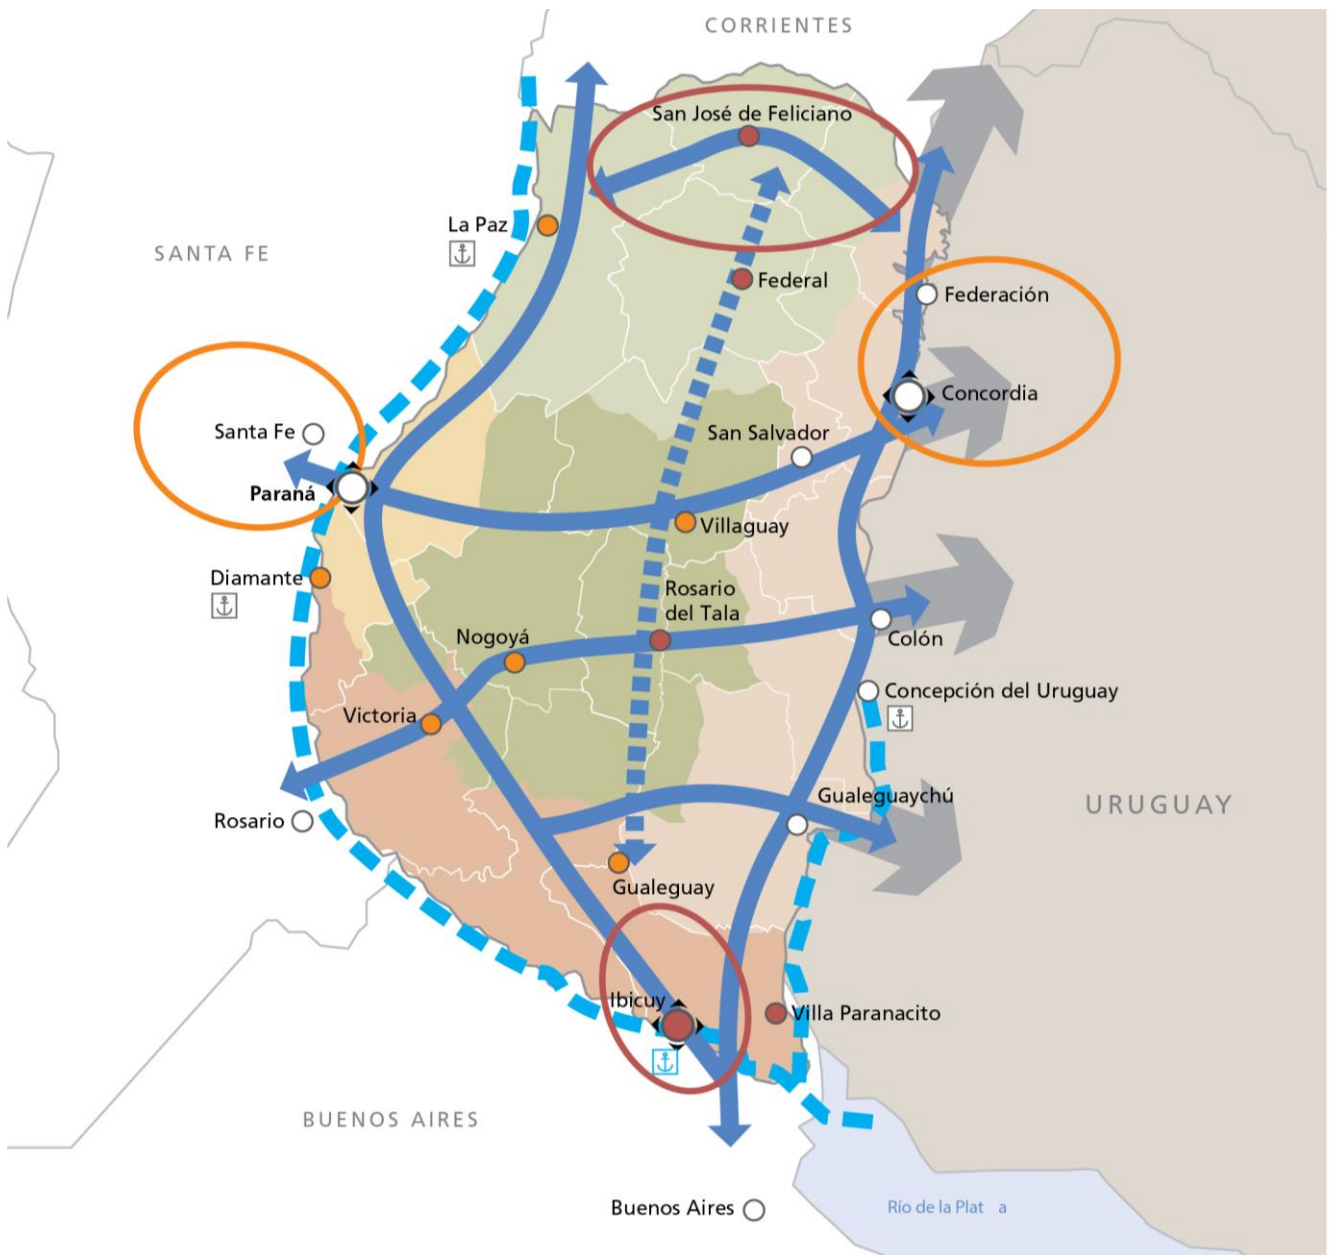 CORRIENTES
San José de Feliciano
La Paz
SANTA FE
Federal
Federación
Concordia
Santa Fe
San Salvador
Paraná
Villaguay
Diamante
Rosario
del Tala
Nogoyá
Colón
Concepción del Uruguay
Victoria
Gualeguaychú
URUGUAY
Rosario
Gualeguay
Ibicuy
Villa Paranacito
BUENOS AIRES
Buenos Aires
Río de la Plat a